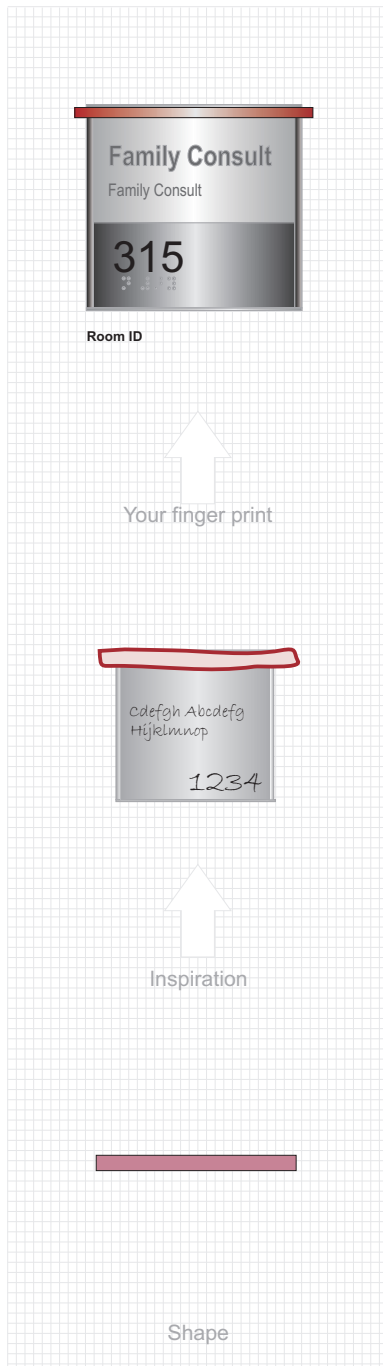 Family Consult
Family Consult
315
Room ID
Your finger print
Cdefgh Abcdefg
Hijklmnop
1234
Inspiration
Shape